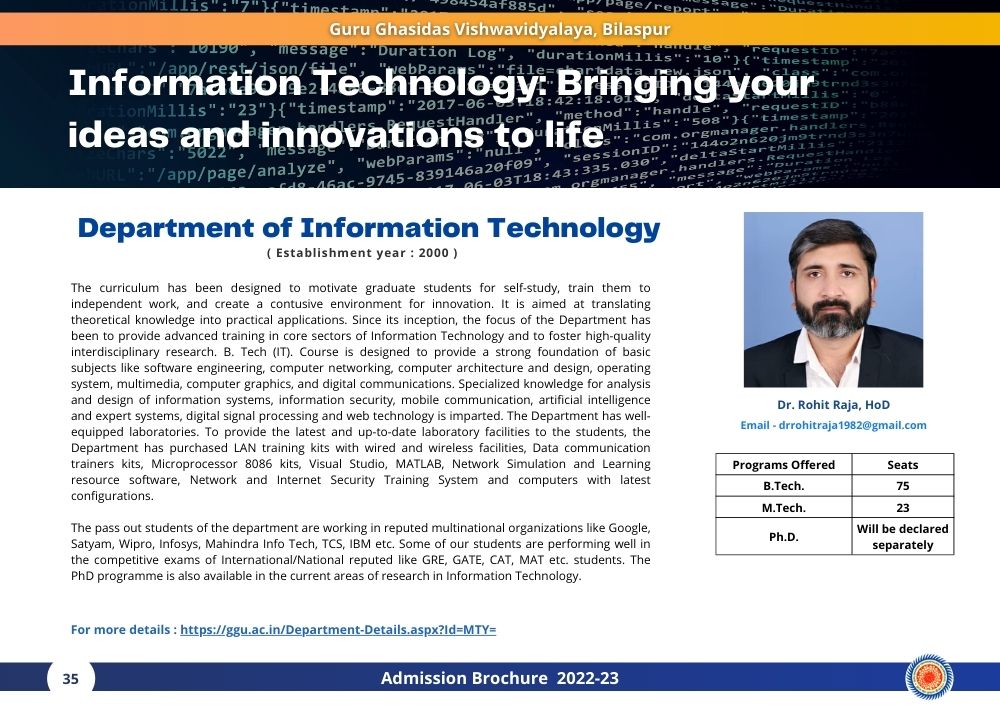 Guru Ghasidas Vishwavidyalaya, Bilaspur
Information Technology: Bringing your
ideas and innovations to life
Department of Information Technology
( Establishment year : 2000 )
The curriculum has been designed to motivate graduate students for self-study, train them to
independent work, and create a contusive environment for innovation. It is aimed at translating
theoretical knowledge into practical applications. Since its inception, the focus of the Department has
been to provide advanced training in core sectors of Information Technology and to foster high-quality
interdisciplinary research. B. Tech (IT). Course is designed to provide a strong foundation of basic
subjects like software engineering, computer networking, computer architecture and design, operating
system, multimedia, computer graphics, and digital communications. Specialized knowledge for analysis
and design of information systems, information security, mobile communication, artificial intelligence
and expert systems, digital signal processing and web technology is imparted. The Department has well-
equipped laboratories. To provide the latest and up-to-date laboratory facilities to the students, the
Department has purchased LAN training kits with wired and wireless facilities, Data communication
trainers kits, Microprocessor 8086 kits, Visual Studio, MATLAB, Network Simulation and Learning
resource software, Network and Internet Security Training System and computers with latest
configurations.
The pass out students of the department are working in reputed multinational organizations like Google,
Satyam, Wipro, Infosys, Mahindra Info Tech, TCS, IBM etc. Some of our students are performing well in
the competitive exams of International/National reputed like GRE, GATE, CAT, MAT etc. students. The
PhD programme is also available in the current areas of research in Information Technology.
For more details : https://ggu.ac.in/Department-Details.aspx?Id=MTY=
Dr. Rohit Raja, HoD
Email - drrohitraja1982@gmail.com
Programs Offered Seats
B.Tech. 75
M.Tech. 23
Ph.D. Will be declared
separately
35
Admission Brochure 2022-23